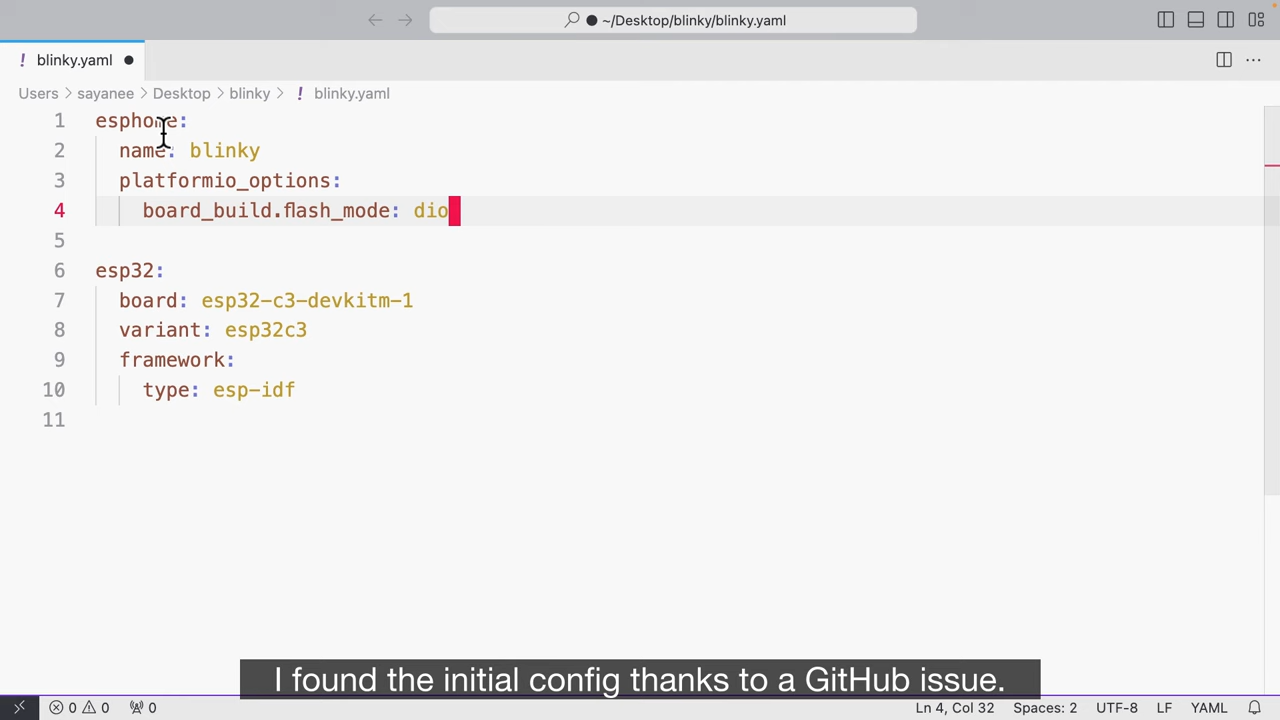 ~/Desktop/blinky/blinky.yaml
! blinky.yaml
Users > sayanee > Desktop > blinky > ! blinky.yaml
1 esphome:
2 name: blinky
3 platformio_options:
4 board_build.flash_mode: dio
5
6 esp32:
7 board: esp32-c3-devkitm-1
8 variant: esp32c3
9 framework:
10 type: esp-idf
11
I found the initial config thanks to a GitHub issue.
0 0 0 Ln 4, Col 32 Spaces: 2 UTF-8 LF YAML